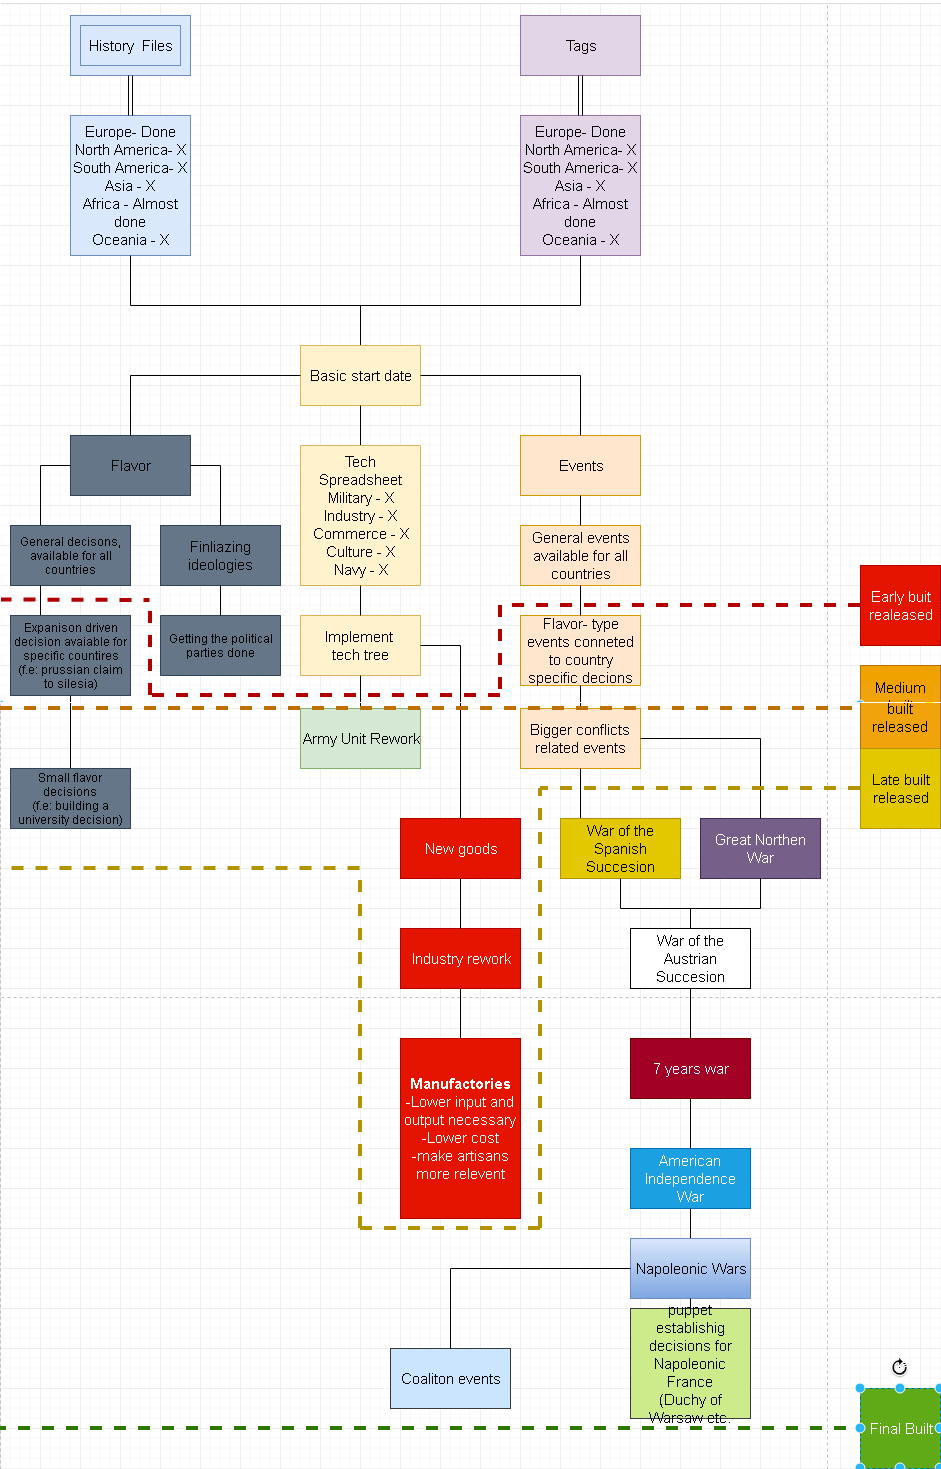 History  Files
Tags
Europe- Done
North America- X
South America- X
Asia - X
Africa - Almost
done
Oceania - X
Europe- Done
North America- X
South America- X
Asia - X
Africa - Almost
done
Oceania - X
Basic start date
Flavor
Tech
Spreadsheet
Military - X
Industry - X
Commerce - X
Culture - X
Navy - X
Events
General decisons,
available for all
countries
Finliazing
ideologies
General events
available for all
countries
Early buit
realeased
Expanison driven
decision avaiable for
specific countires
(f.e: prussian claim
to silesia)
Getting the political
parties done
Implement
tech tree
Flavor- type
events conneted
to country
specific decions
Medium
built
released
Army Unit Rework
Bigger conflicts
related events
Late built
released
Small flavor
decisions
(f.e: building a
university decision)
New goods
War of the
Spanish
Succesion
Great Northen
War
Industry rework
War of the
Austrian
Succesion
Manufactories
-Lower input and
output necessary
-Lower cost
-make artisans
more relevent
7 years war
American
Independence
War
Napoleonic Wars
puppet
establishig
decisions for
Napoleonic
France
(Duchy of
Warsaw etc.
Coaliton events
Final Built